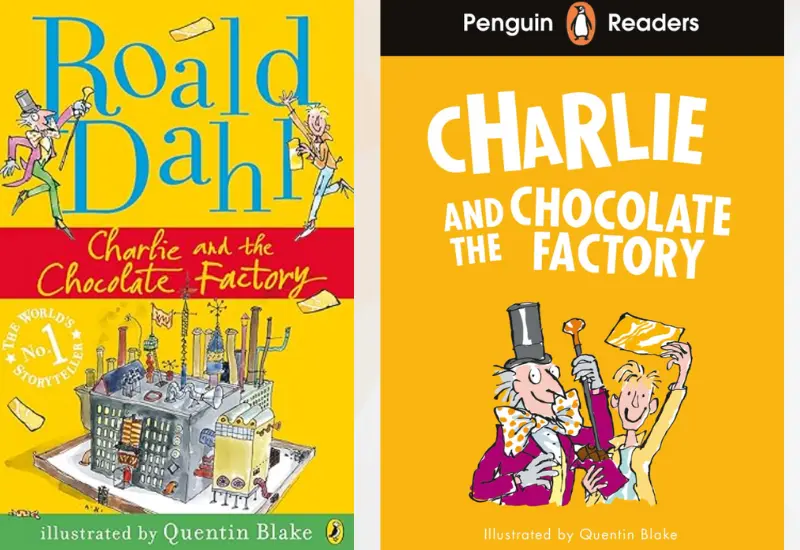 Roald
Dahl
Charlie and the
Chocolate Factory
THE WORLD'S
No. 1
STORYTELLER
illustrated by Quentin Blake
Penguin Readers
CHARLIE
AND CHOCOLATE
THE FACTORY
Illustrated by Quentin Blake